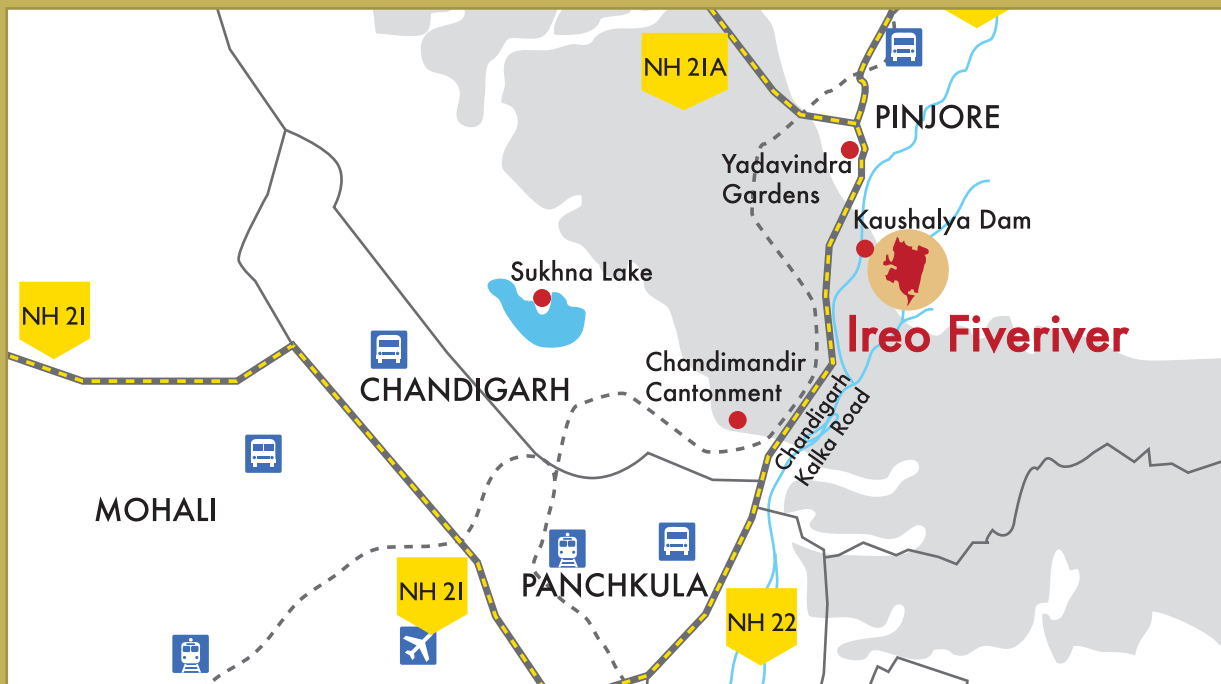 NH 21A
PINJORE
Yadavindra
Gardens
Kaushalya Dam
Sukhna Lake
NH 21
Ireo Fiveriver
Chandimandir
Cantonment
CHANDIGARH
Chandigarh
Kalka Road
MOHALI
PANCHKULA
NH 21
NH 22